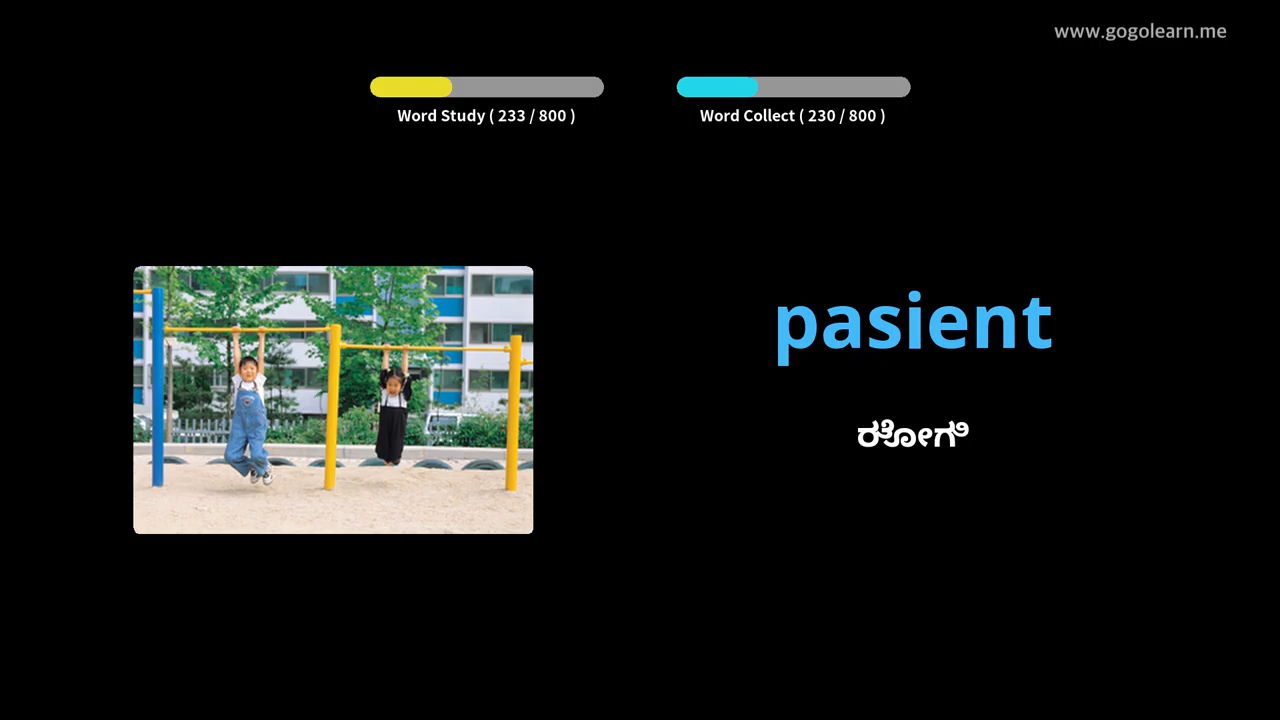 www.gogolearn.me
Word Study ( 233 / 800 )
Word Collect ( 230 / 800 )
pasient
ರೋಗಿ